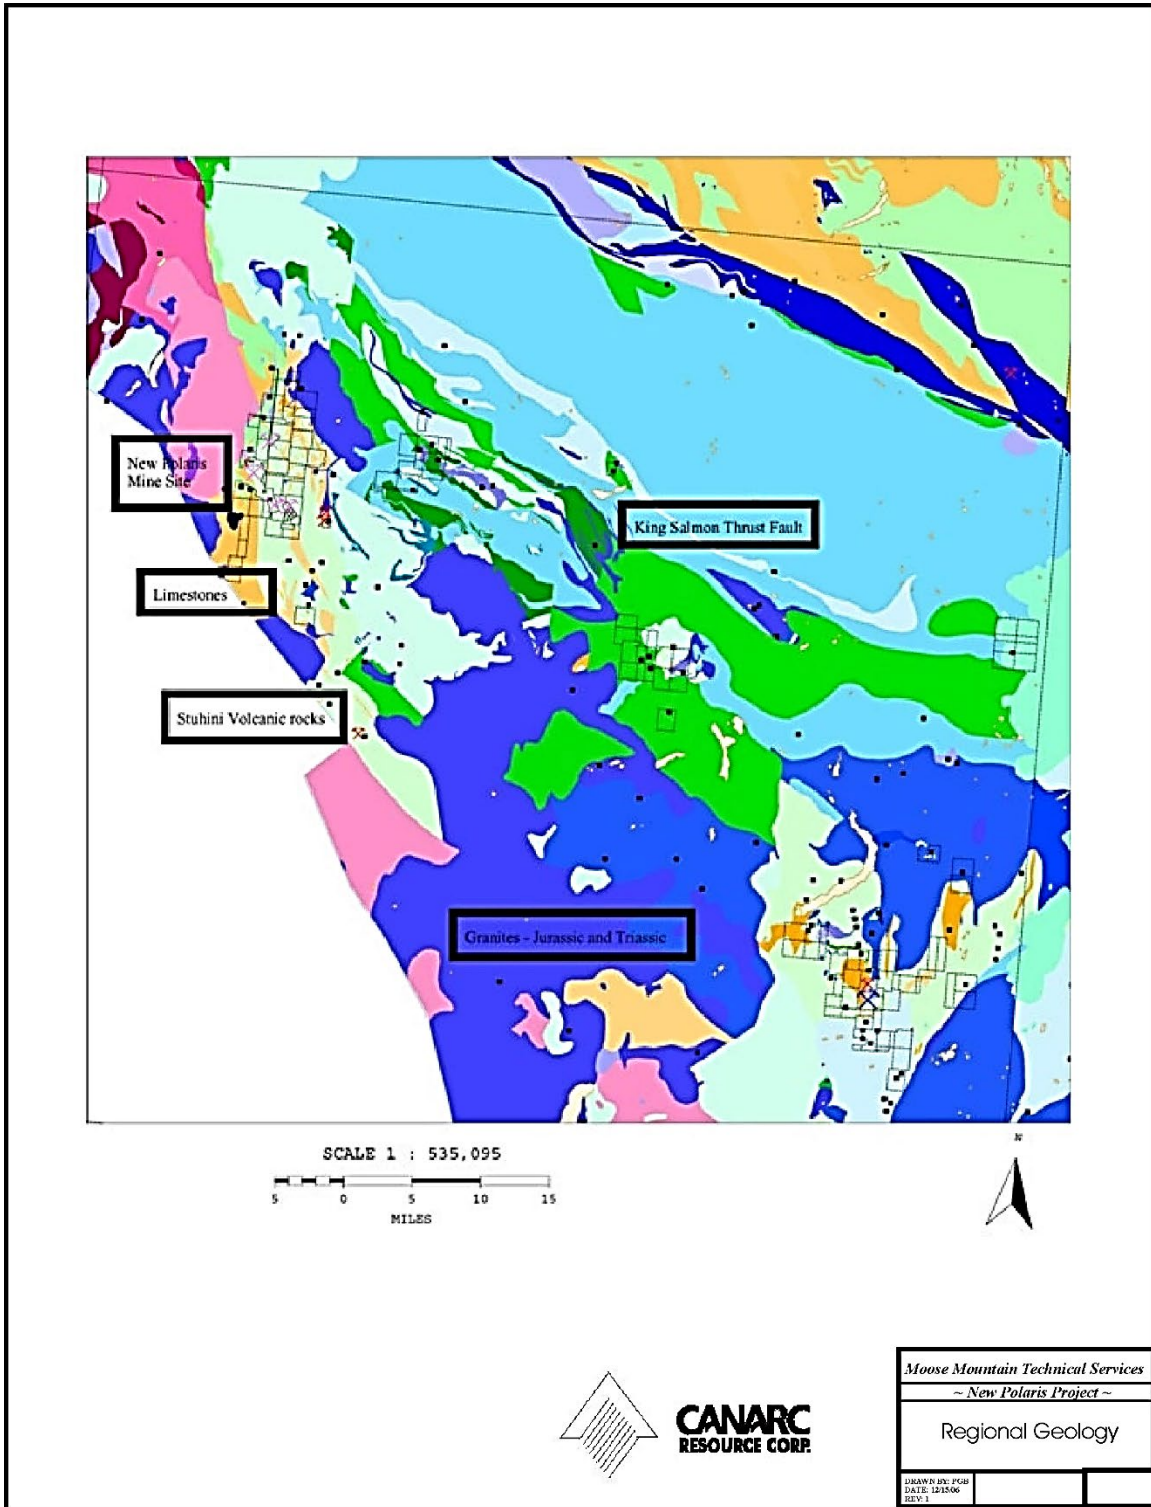 New Polaris
Mine Site
King Salmon Thrust Fault
Limestones
Stuhini Volcanic rocks
Granites - Jurassic and Triassic
SCALE 1 : 535,095
5 0 5 10 15
MILES
N
CANARC
RESOURCE CORP.
Moose Mountain Technical Services
~ New Polaris Project ~
Regional Geology
DRAWN BY: PGB
DATE: 12/15/06
REV: 1